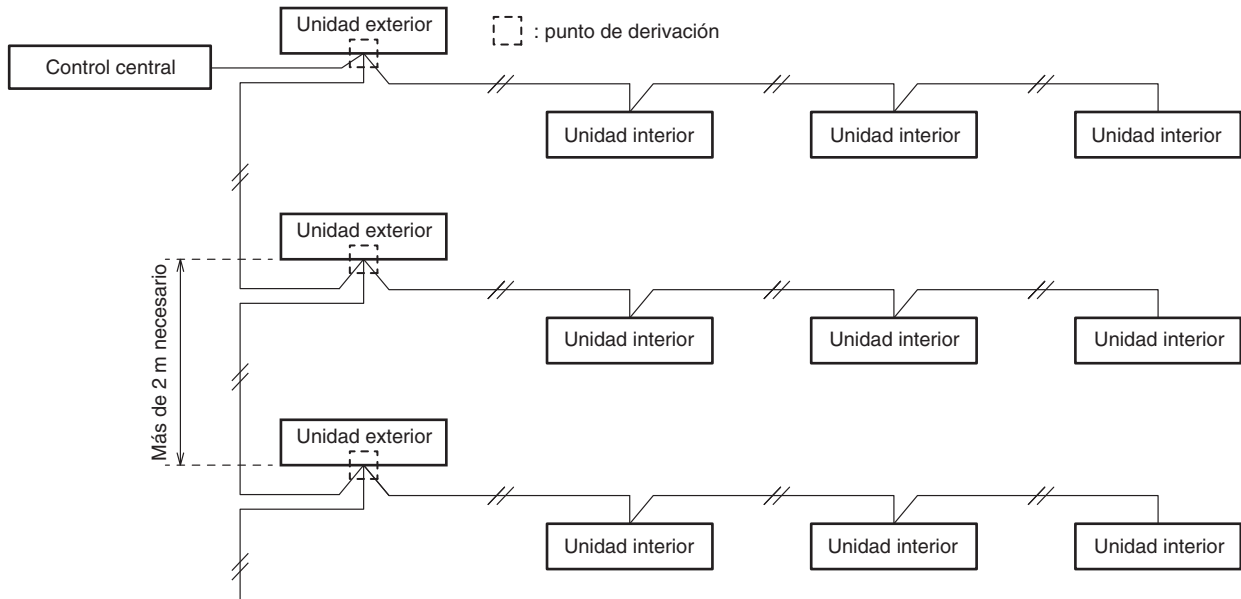 Unidad exterior
: punto de derivación
Control central
Unidad interior
Unidad interior
Unidad interior
Unidad exterior
Más de 2 m necesario
Unidad interior
Unidad interior
Unidad interior
Unidad exterior
Unidad interior
Unidad interior
Unidad interior